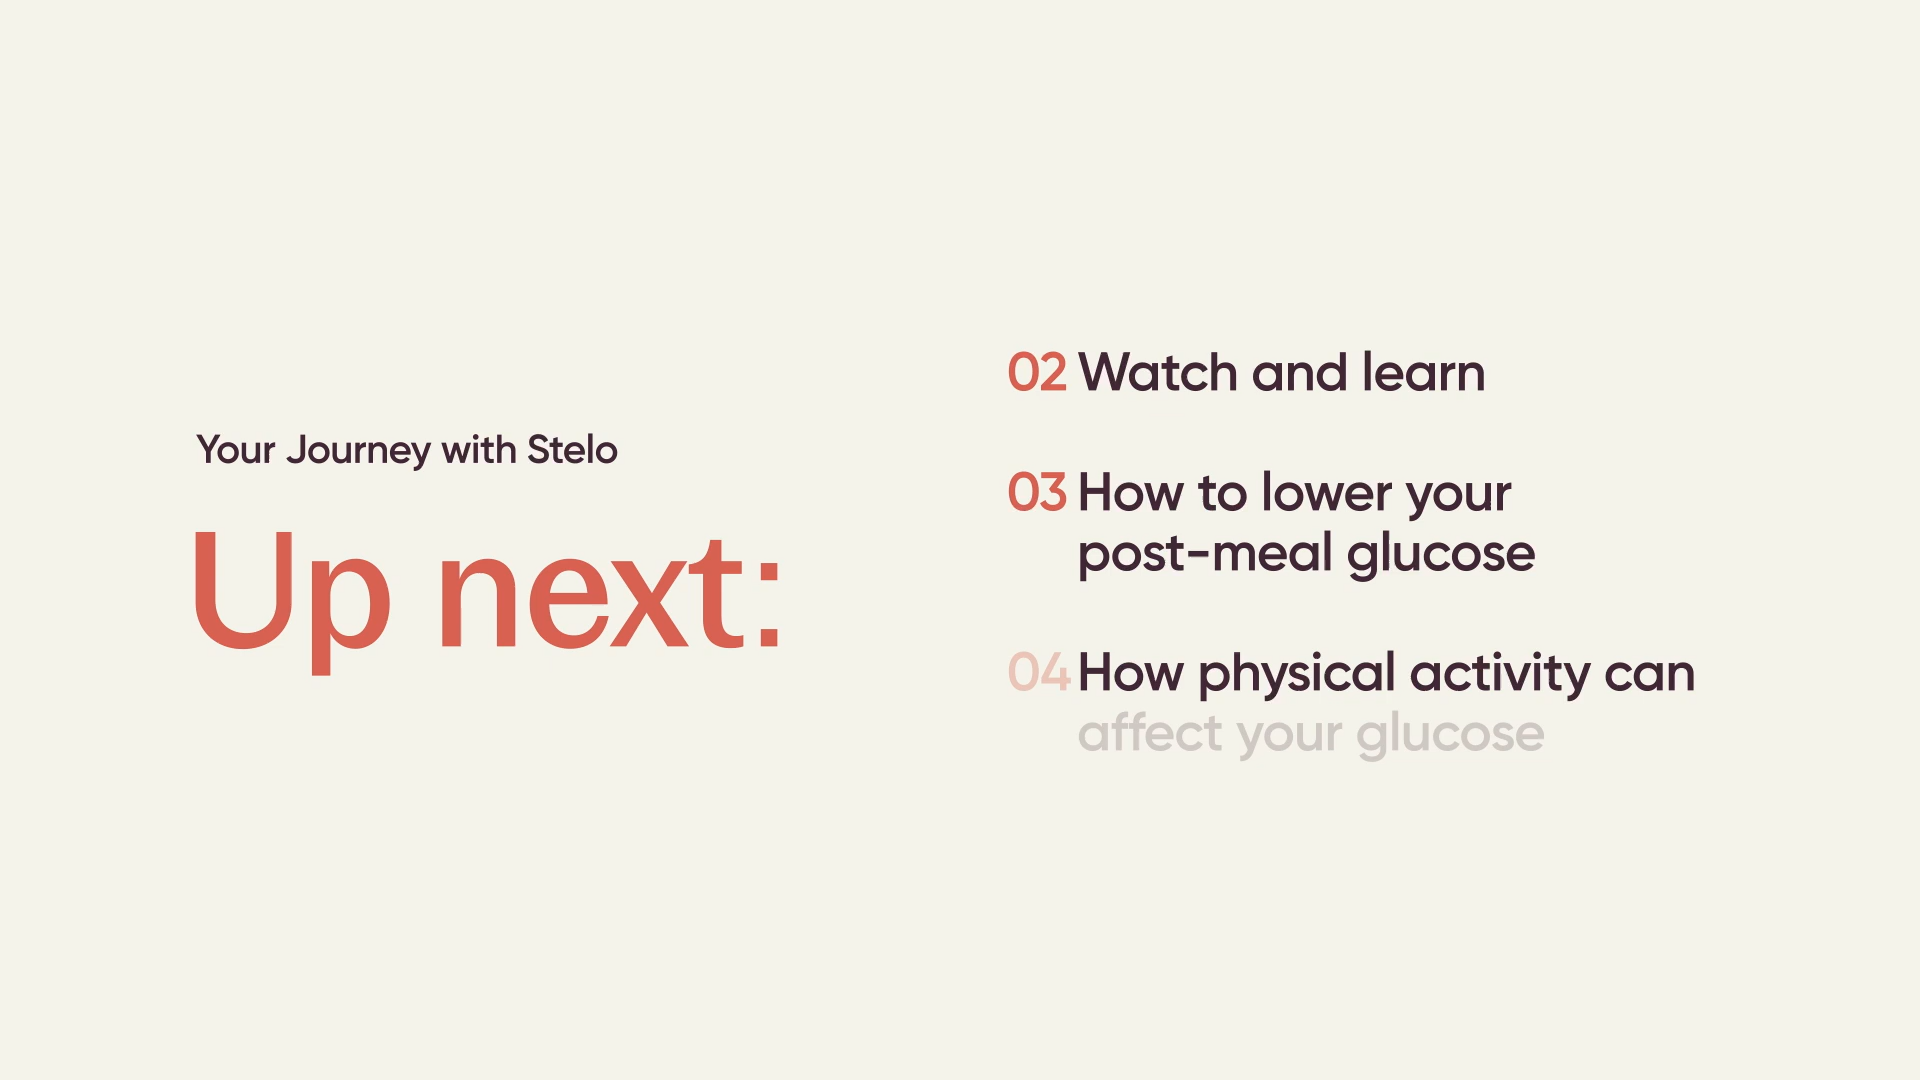 Your Journey with Stelo
Up next:
02 Watch and learn
03 How to lower your
post-meal glucose
04 How physical activity can
affect your glucose